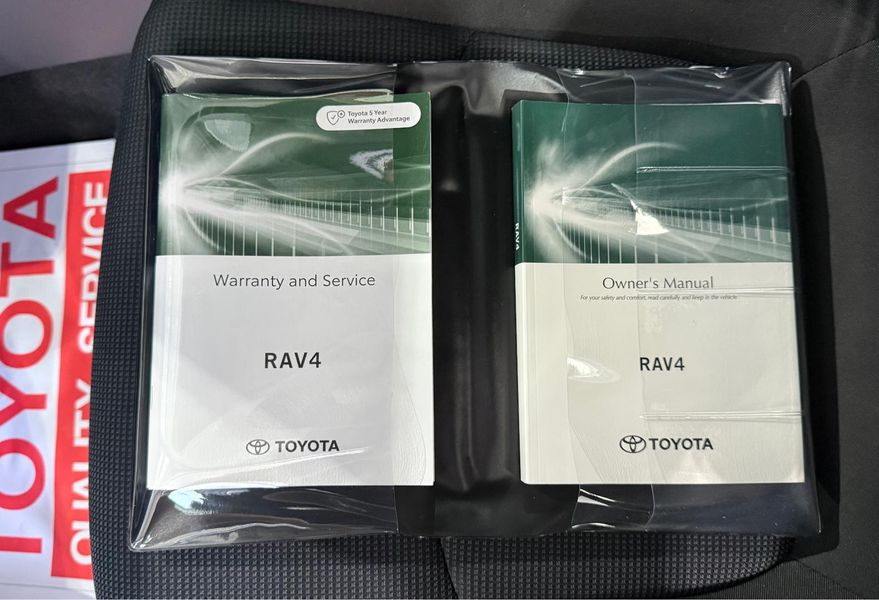 TOYOTA
QUALITY SERVICE
Toyota 5 Year
Warranty Advantage
Warranty and Service
RAV4
TOYOTA
RAV4
Owner's Manual
For your safety and comfort, read carefully and keep in the vehicle.
RAV4
TOYOTA